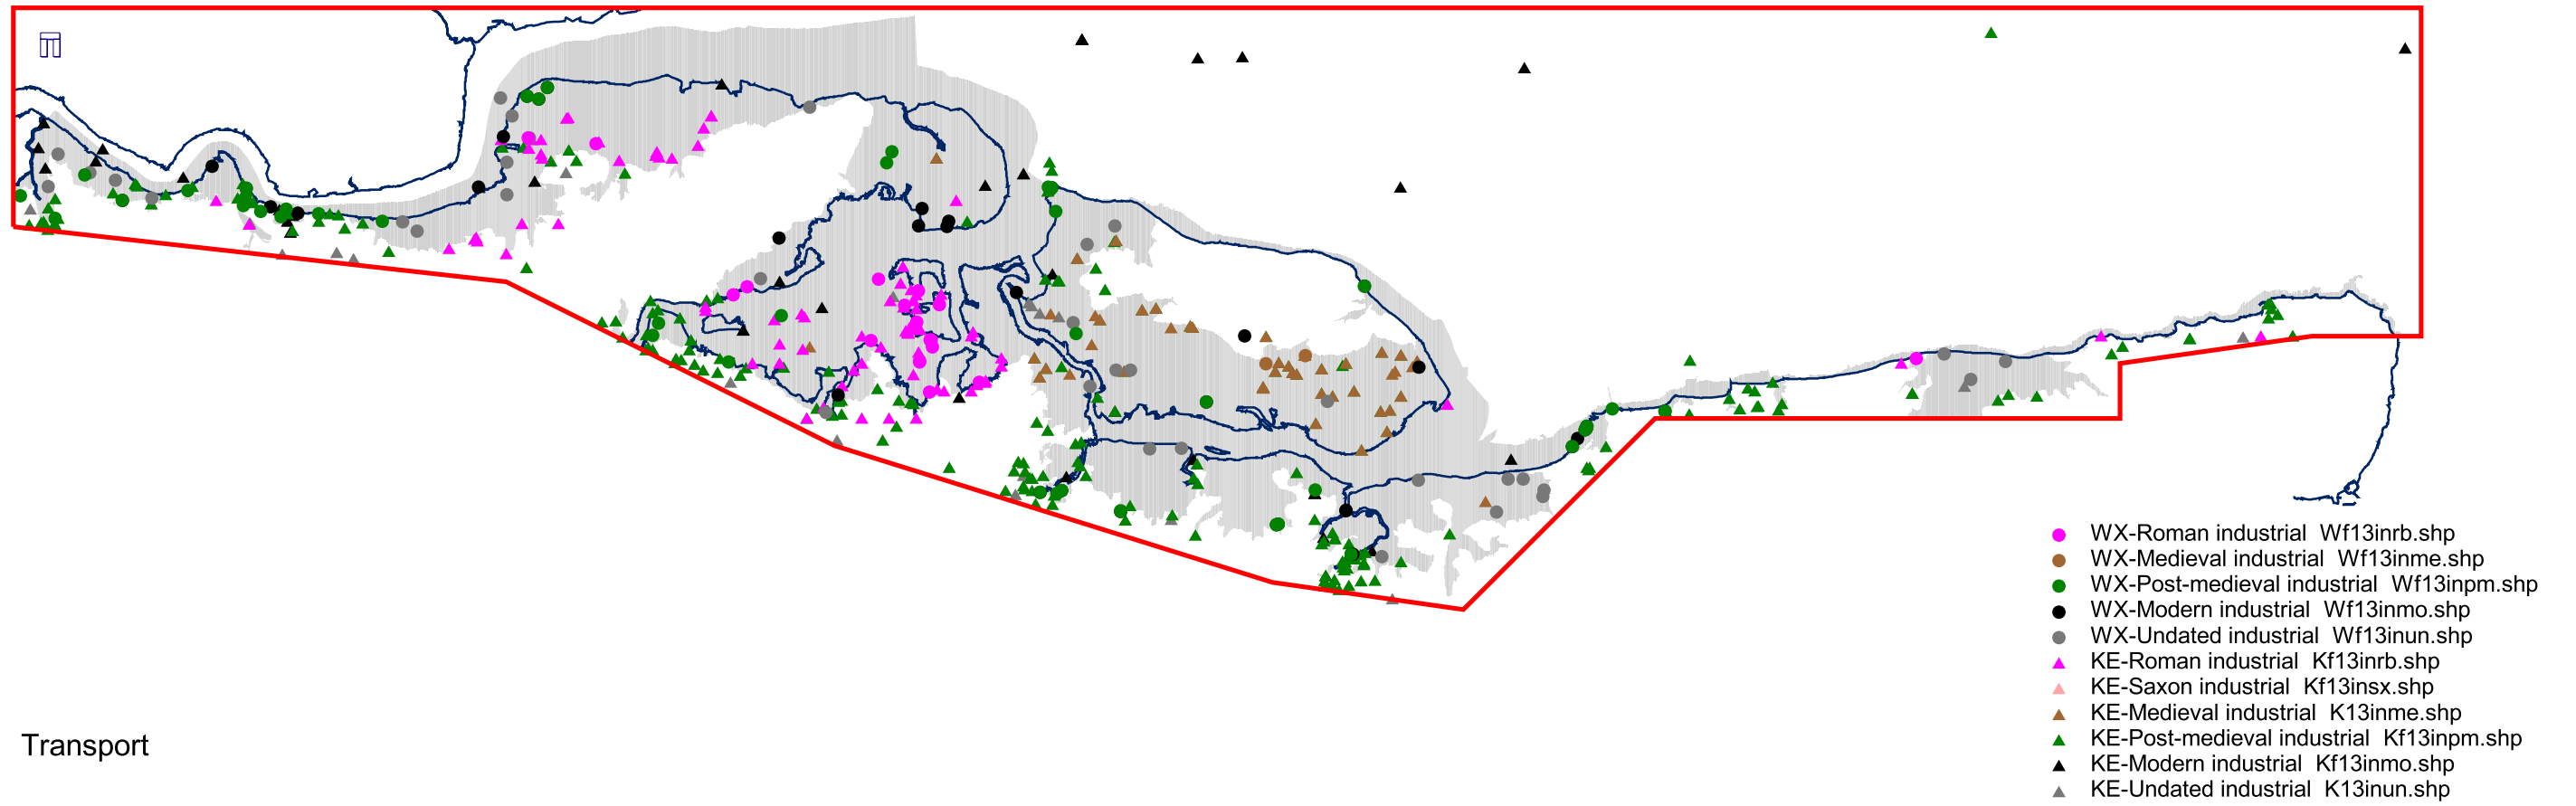 WX-Roman industrial Wf13inrb.shp
WX-Medieval industrial Wf13inme.shp
WX-Post-medieval industrial Wf13inpm.shp
WX-Modern industrial Wf13inmo.shp
WX-Undated industrial Wf13inun.shp
KE-Roman industrial Kf13inrb.shp
KE-Saxon industrial Kf13insx.shp
KE-Medieval industrial K13inme.shp
KE-Post-medieval industrial Kf13inpm.shp
KE-Modern industrial Kf13inmo.shp
KE-Undated industrial K13inun.shp
Transport